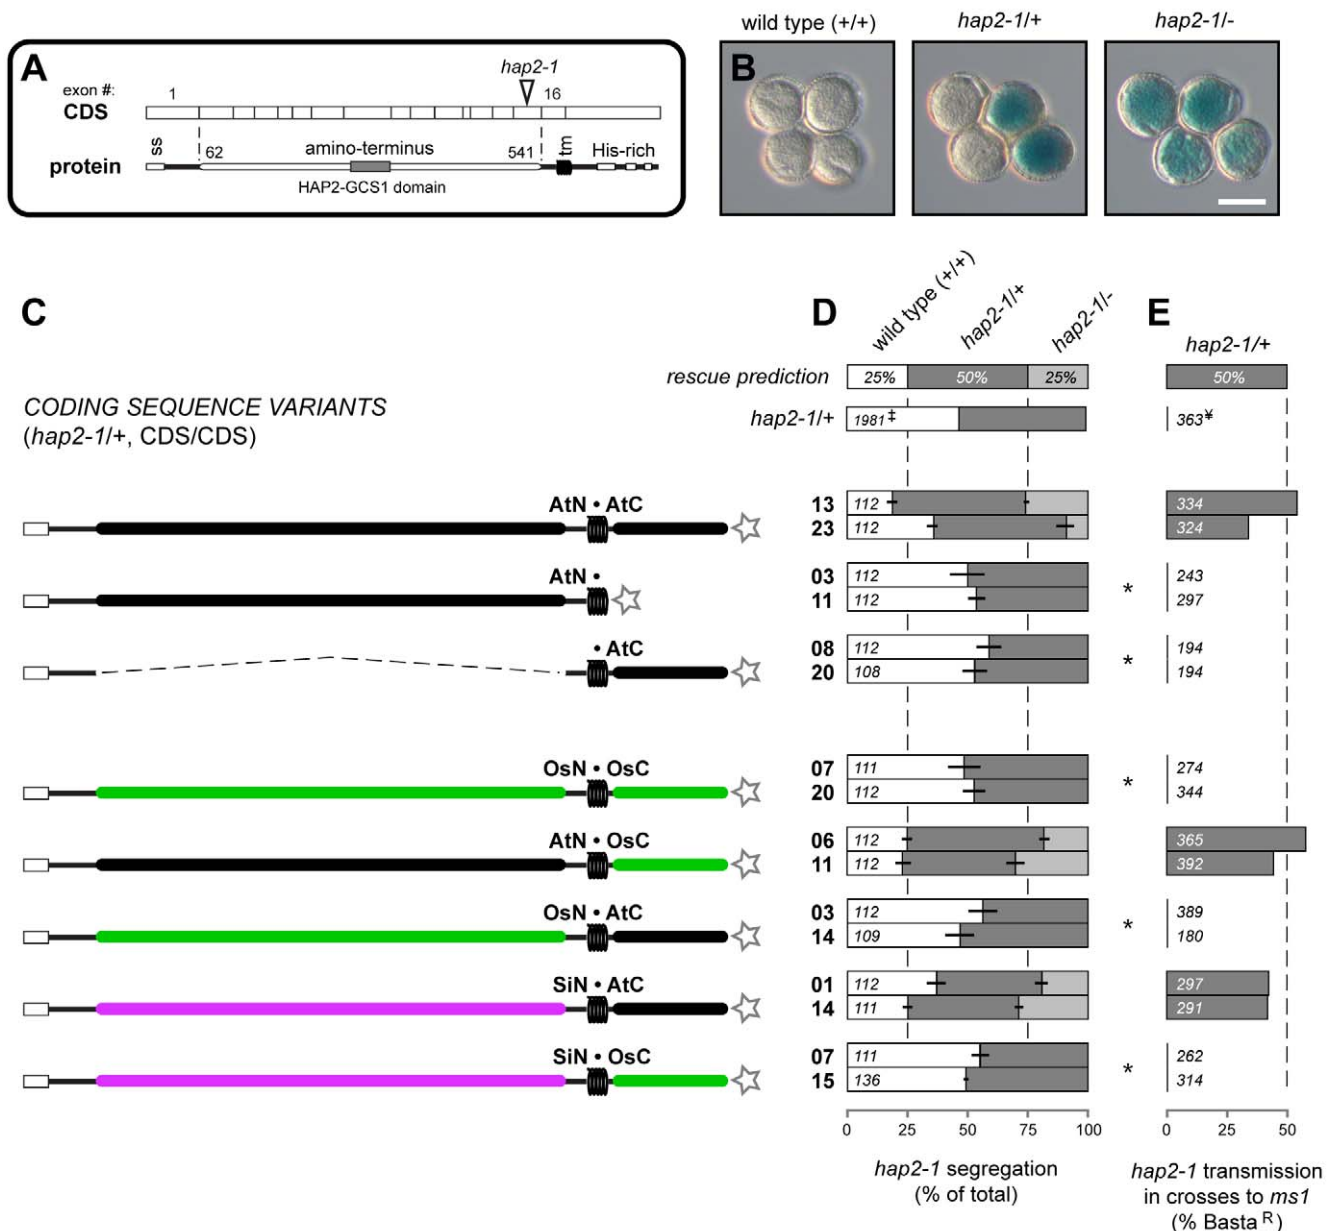 wild type (+/+)
hap2-1/+
hap2-1/-
A
exon #:
1
hap2-1
16
CDS
ss
62
amino-terminus
541
tm
His-rich
protein
HAP2-GCS1 domain
B
C
D
wild type (+/+)
hap2-1/+
hap2-1/-
E
hap2-1/+
rescue prediction
25%
50%
25%
50%
CODING SEQUENCE VARIANTS
(hap2-1/+, CDS/CDS)
hap2-1/+
1981‡
363¥
AtN • AtC
13 112 334
23 112 324
AtN •
03 112 243
11 112 * 297
• AtC
08 112 194
20 108 * 194
OsN • OsC
07 111 274
20 112 * 344
AtN • OsC
06 112 365
11 112 392
OsN • AtC
03 112 389
14 109 * 180
SiN • AtC
01 112 297
14 111 291
SiN • OsC
07 111 262
15 136 * 314
0 25 50 75 100
0 25 50
hap2-1 segregation
(% of total)
hap2-1 transmission
in crosses to ms1
(% Basta R)